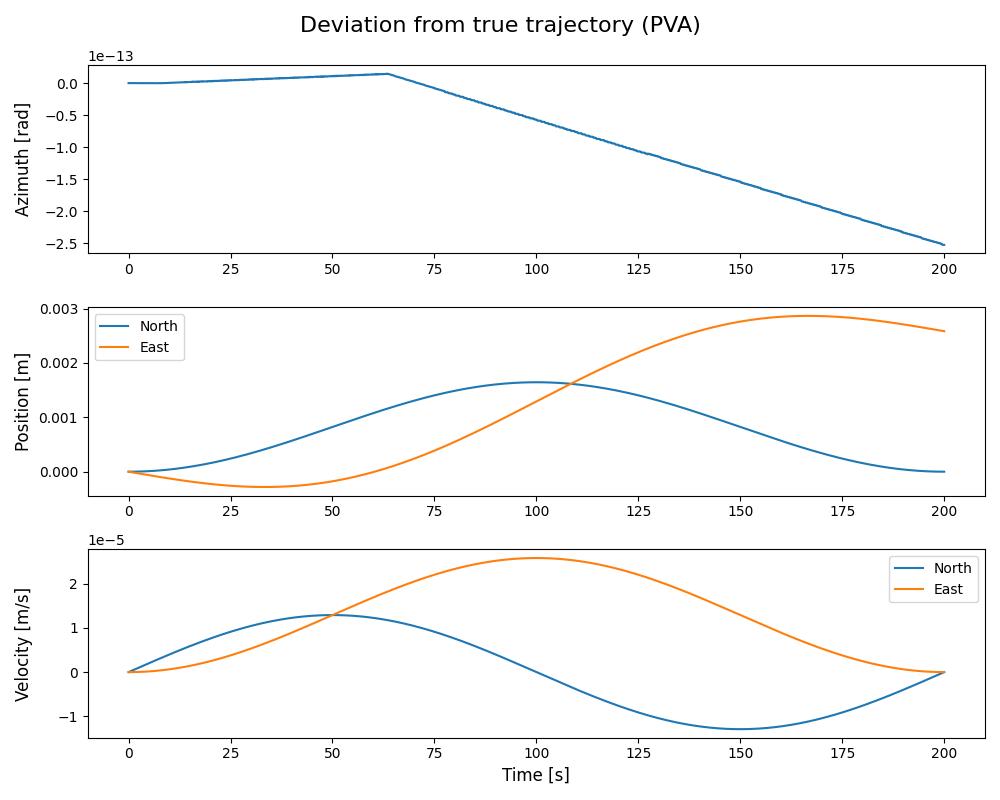 Deviation from true trajectory (PVA)
1e−13
Azimuth [rad]
0.0
−0.5
−1.0
−1.5
−2.0
−2.5
0 25 50 75 100 125 150 175 200
Position [m]
0.003
0.002
0.001
0.000
North
East
0 25 50 75 100 125 150 175 200
1e−5
Velocity [m/s]
2
1
0
−1
North
East
0 25 50 75 100 125 150 175 200
Time [s]